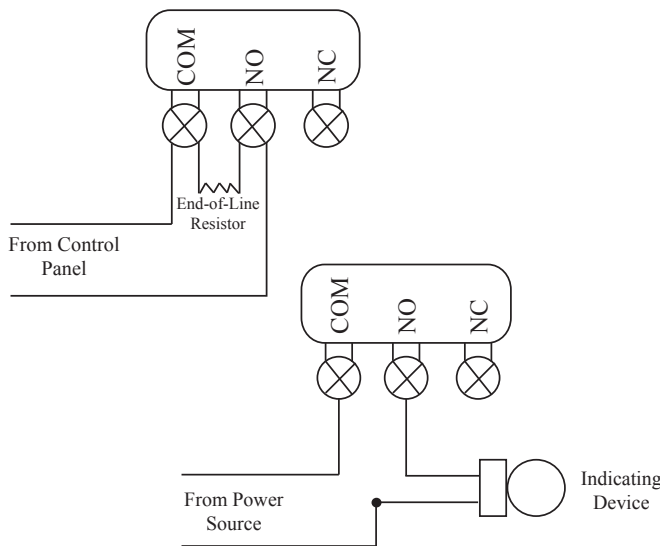 COM
NO
NC
End-of-Line
Resistor
From Control
Panel
COM
NO
NC
From Power
Source
Indicating
Device